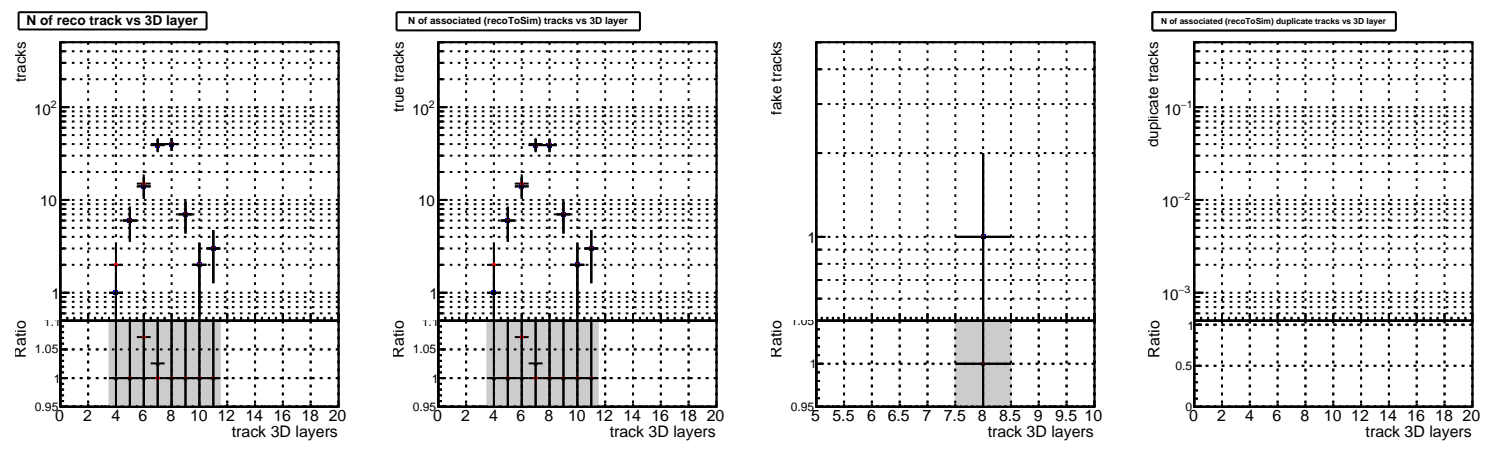 N of reco track vs 3D layer
tracks
10²
10
1
Ratio
1.1
1.05
1
0.95
0 2 4 6 8 10 12 14 16 18 20
track 3D layers
N of associated (recoToSim) tracks vs 3D layer
true tracks
10²
10
1
Ratio
1.1
1.05
1
0.95
0 2 4 6 8 10 12 14 16 18 20
track 3D layers
fake tracks
1
Ratio
1.05
1
0.95
5 5.5 6 6.5 7 7.5 8 8.5 9 9.5 10
track 3D layers
N of associated (recoToSim) duplicate tracks vs 3D layer
duplicate tracks
10⁻¹
10⁻²
10⁻³
Ratio
1
0.5
0
0 2 4 6 8 10 12 14 16 18 20
track 3D layers